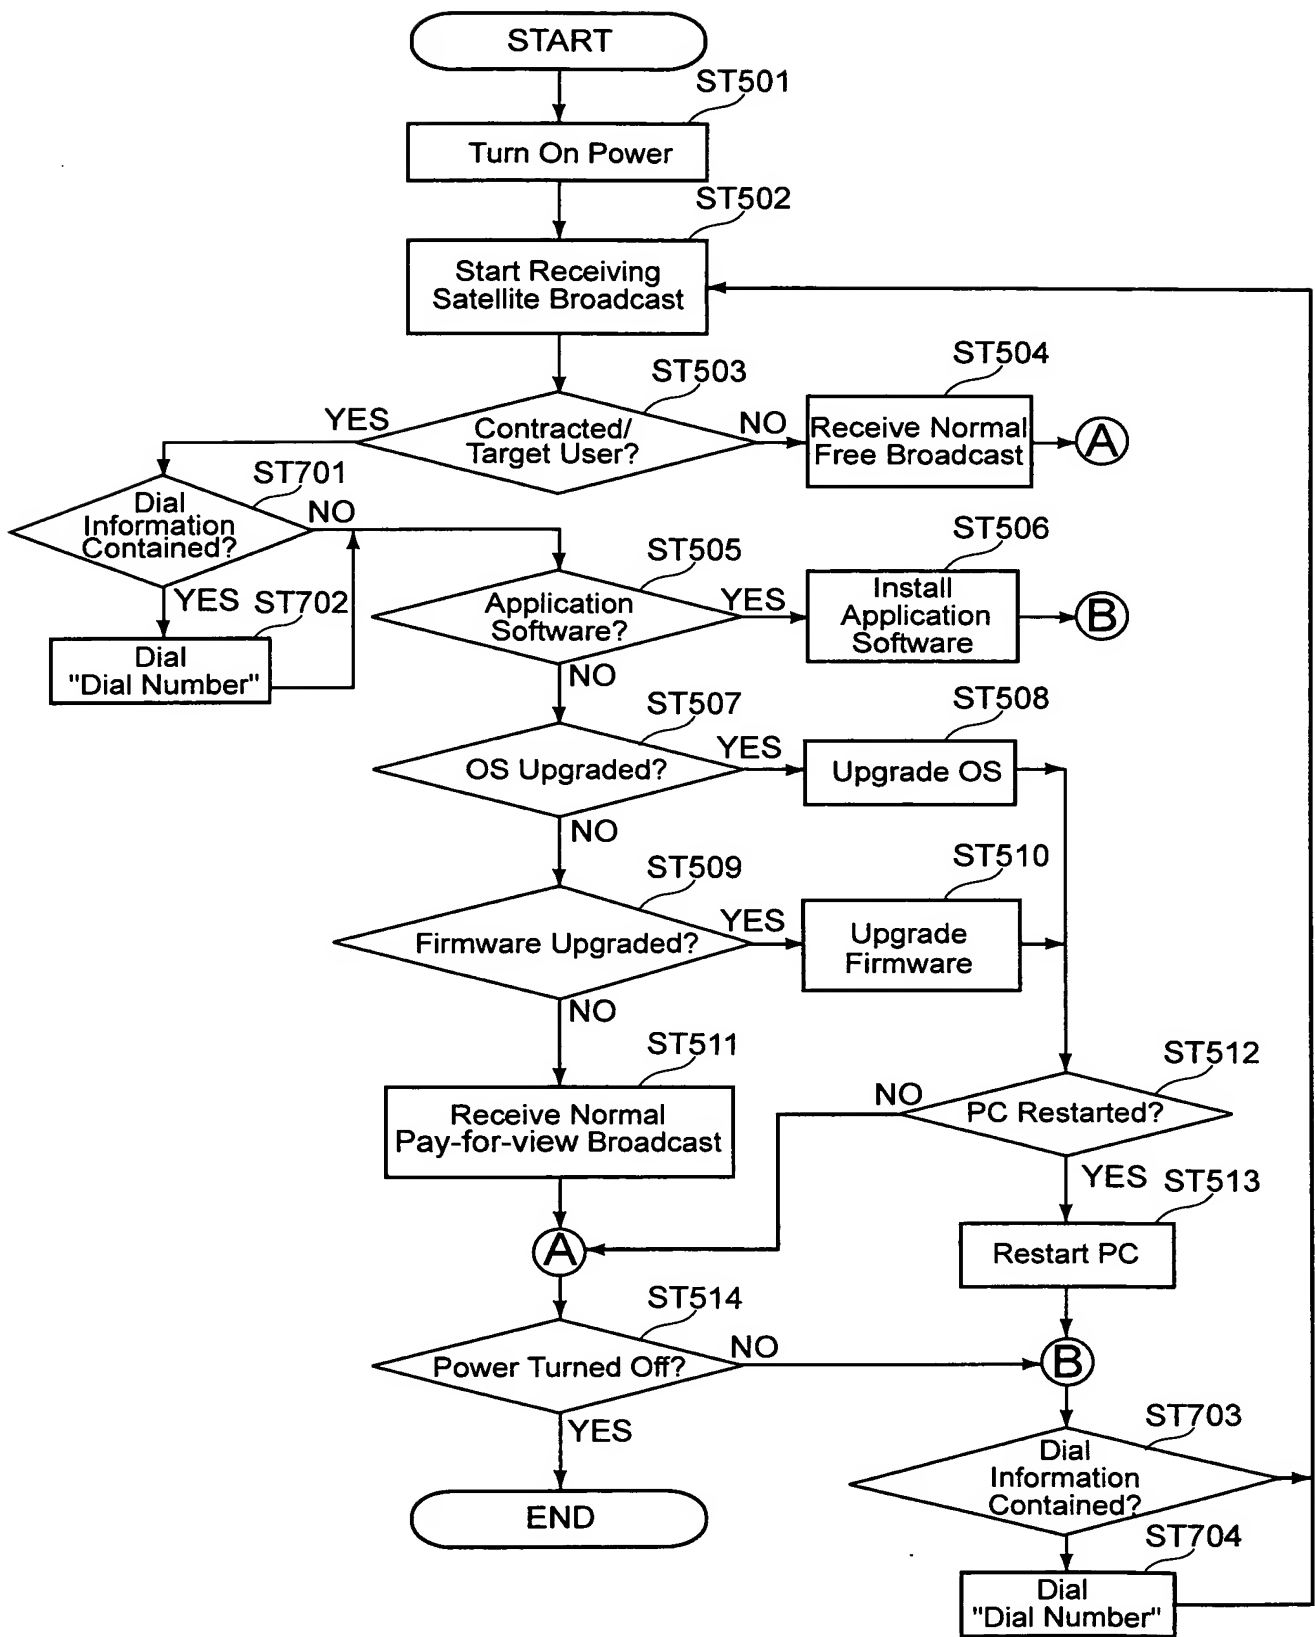 START
ST501
Turn On Power
ST502
Start Receiving
Satellite Broadcast
ST503
YES
Contracted/
Target User?
NO
ST504
Receive Normal
Free Broadcast
A
ST701
Dial
Information
Contained?
NO
YES
ST702
Dial
"Dial Number"
ST505
Application
Software?
YES
NO
ST506
Install
Application
Software
B
ST507
OS Upgraded?
YES
NO
ST508
Upgrade OS
ST509
Firmware Upgraded?
YES
NO
ST510
Upgrade
Firmware
ST511
Receive Normal
Pay-for-view Broadcast
ST512
NO
PC Restarted?
YES
ST513
Restart PC
A
ST514
Power Turned Off?
NO
YES
B
END
ST703
Dial
Information
Contained?
ST704
Dial
"Dial Number"